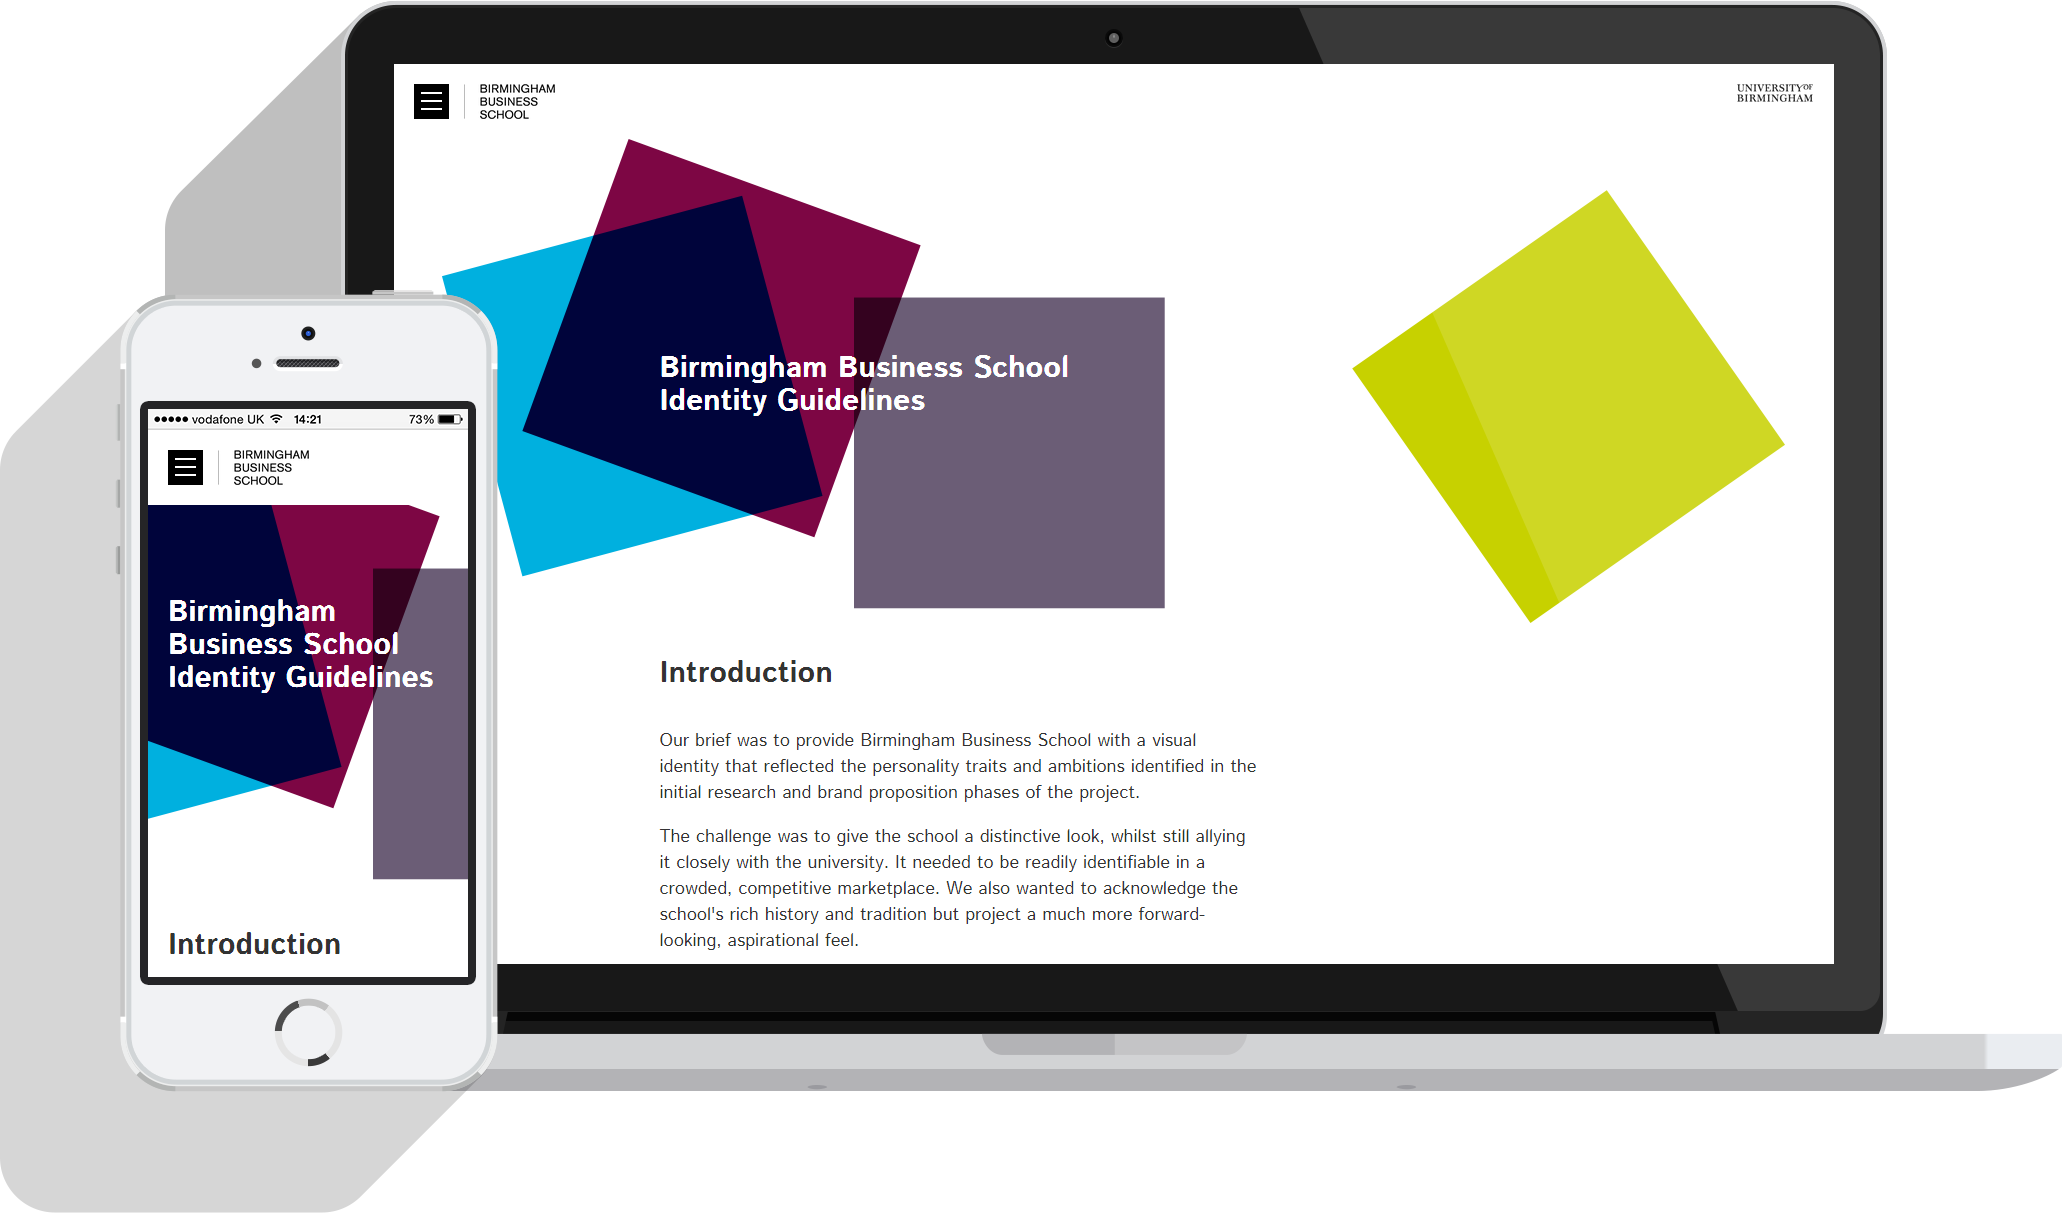 BIRMINGHAM
BUSINESS
SCHOOL
UNIVERSITY OF
BIRMINGHAM
Birmingham Business School
Identity Guidelines
Introduction
Our brief was to provide Birmingham Business School with a visual
identity that reflected the personality traits and ambitions identified in the
initial research and brand proposition phases of the project.
The challenge was to give the school a distinctive look, whilst still allying
it closely with the university. It needed to be readily identifiable in a
crowded, competitive marketplace. We also wanted to acknowledge the
school's rich history and tradition but project a much more forward-
looking, aspirational feel.
vodafone UK 14:21 73%
BIRMINGHAM
BUSINESS
SCHOOL
Birmingham
Business School
Identity Guidelines
Introduction